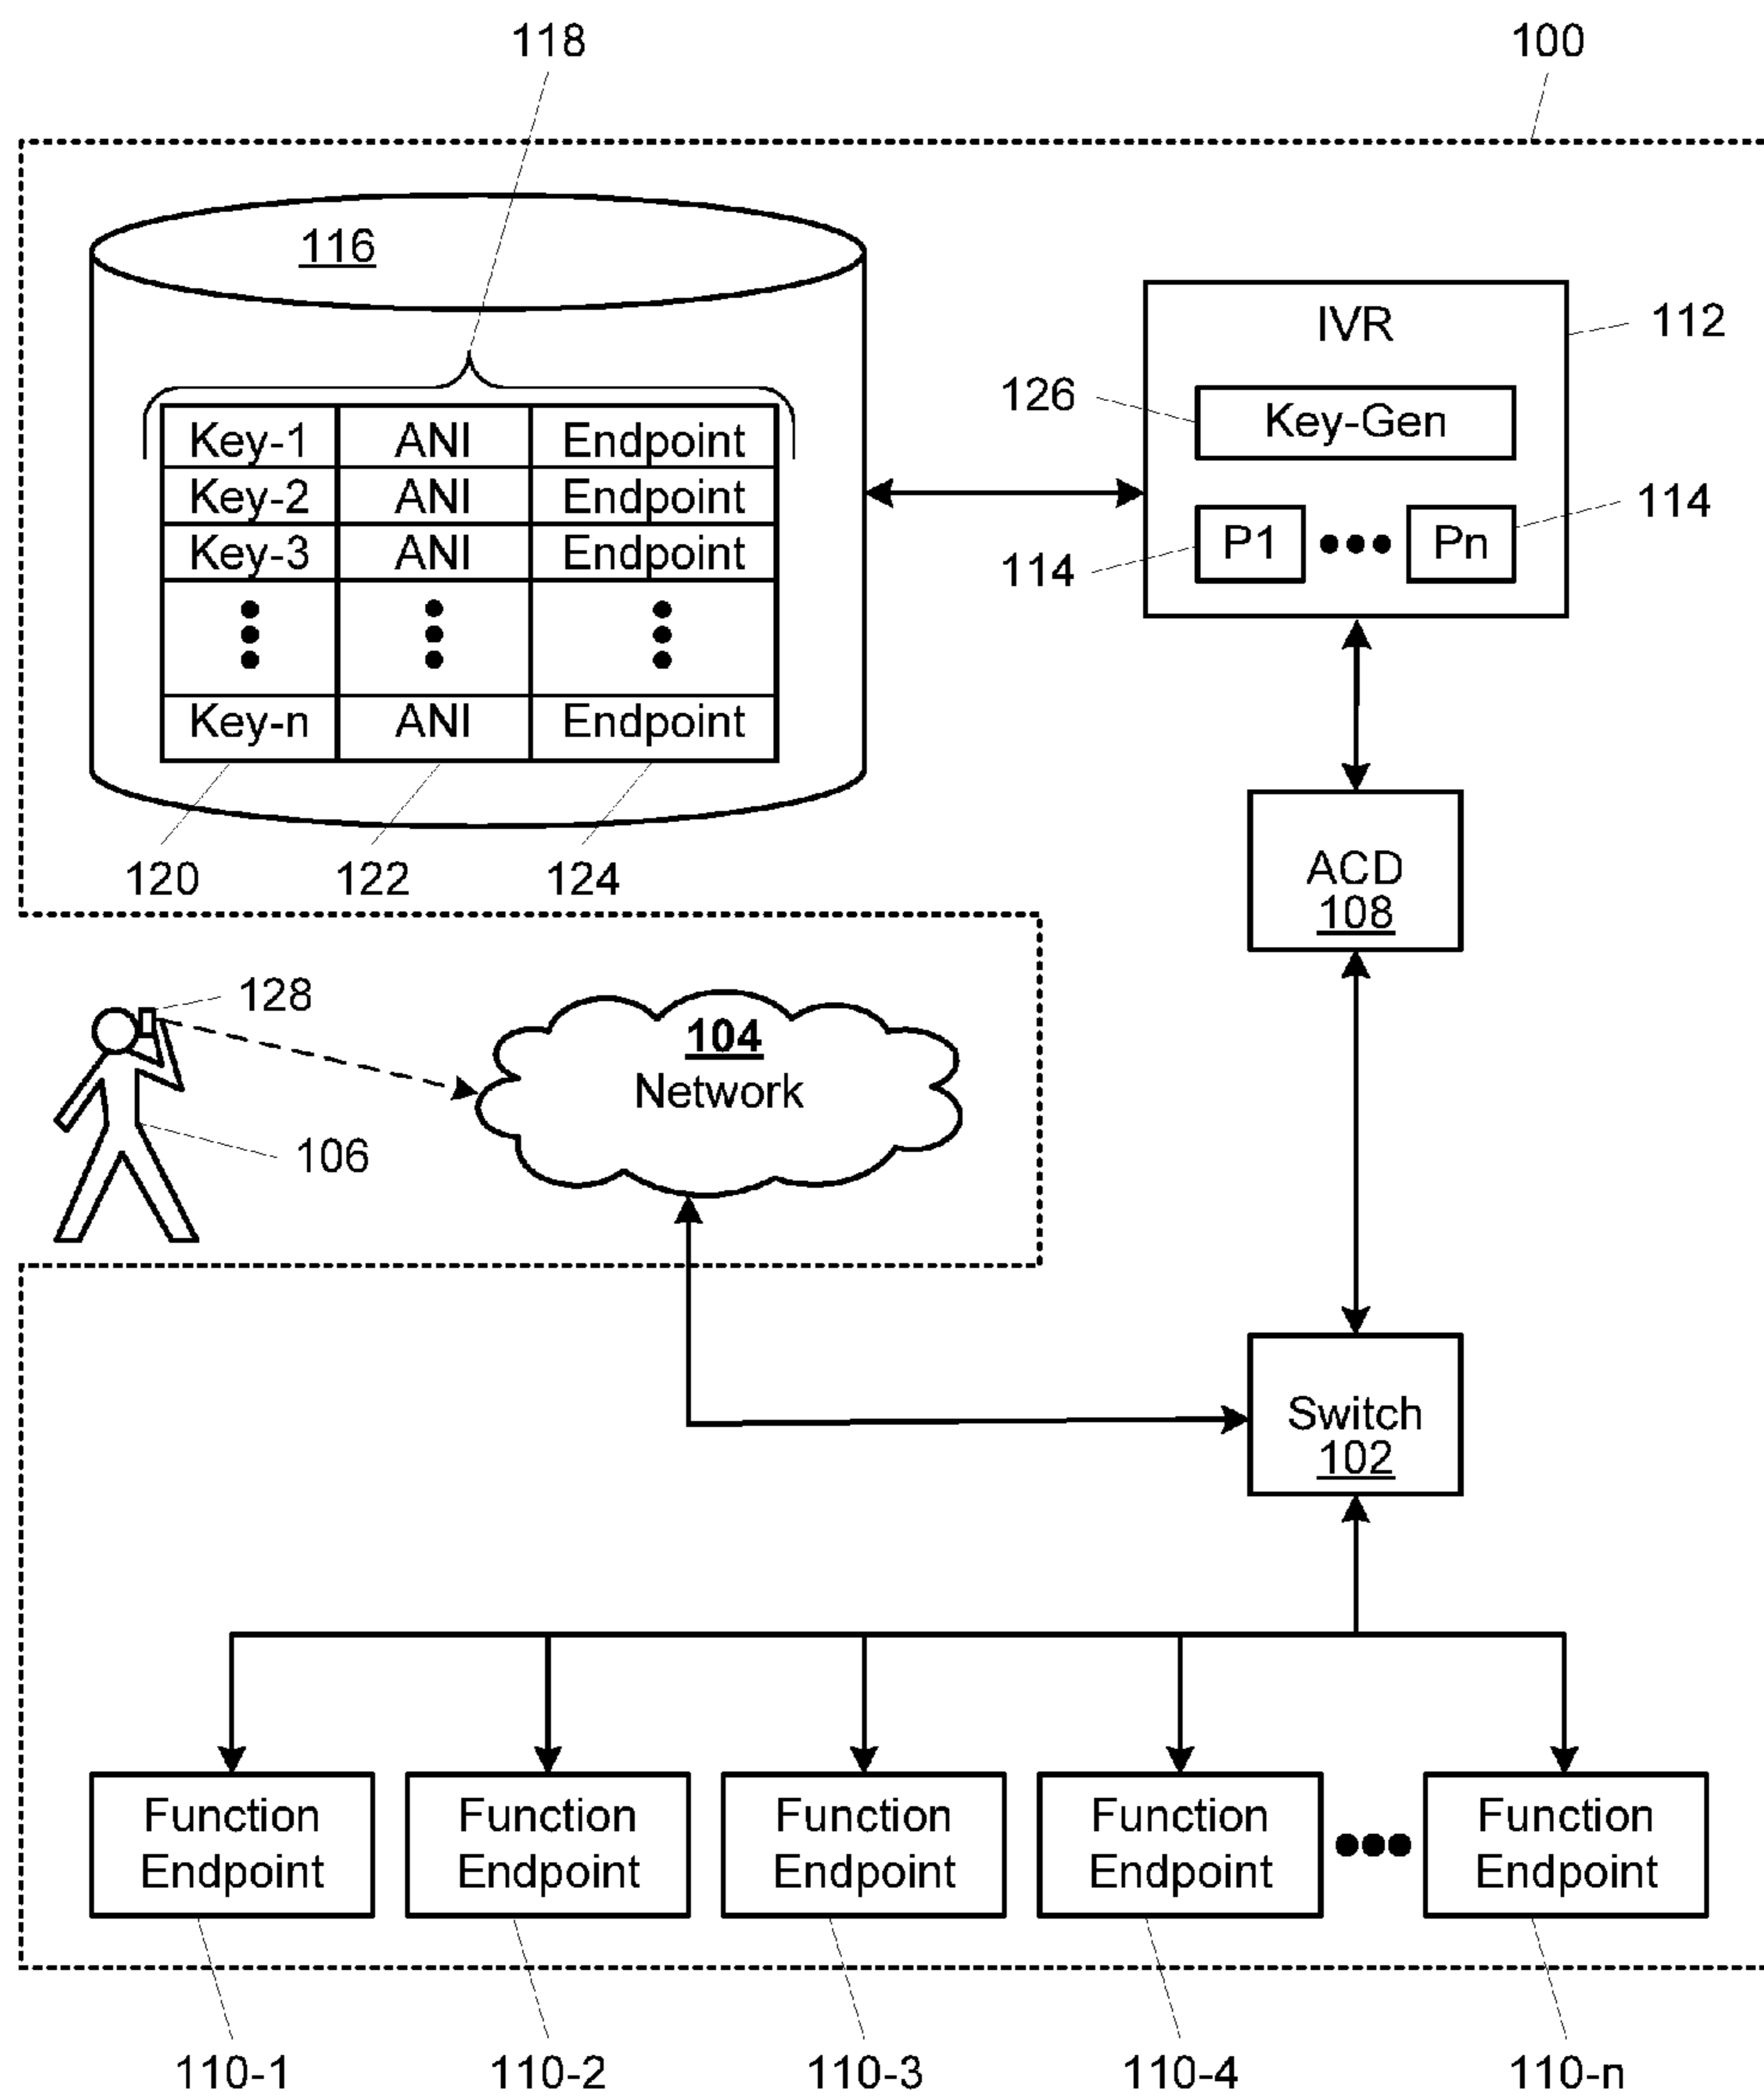 118
100
116
IVR
112
126
Key-Gen
Key-1 ANI Endpoint
Key-2 ANI Endpoint
Key-3 ANI Endpoint
114
P1
Pn
114
Key-n ANI Endpoint
120
122
124
ACD
108
128
104
Network
106
Switch
102
Function
Endpoint
Function
Endpoint
Function
Endpoint
Function
Endpoint
Function
Endpoint
110-1
110-2
110-3
110-4
110-n